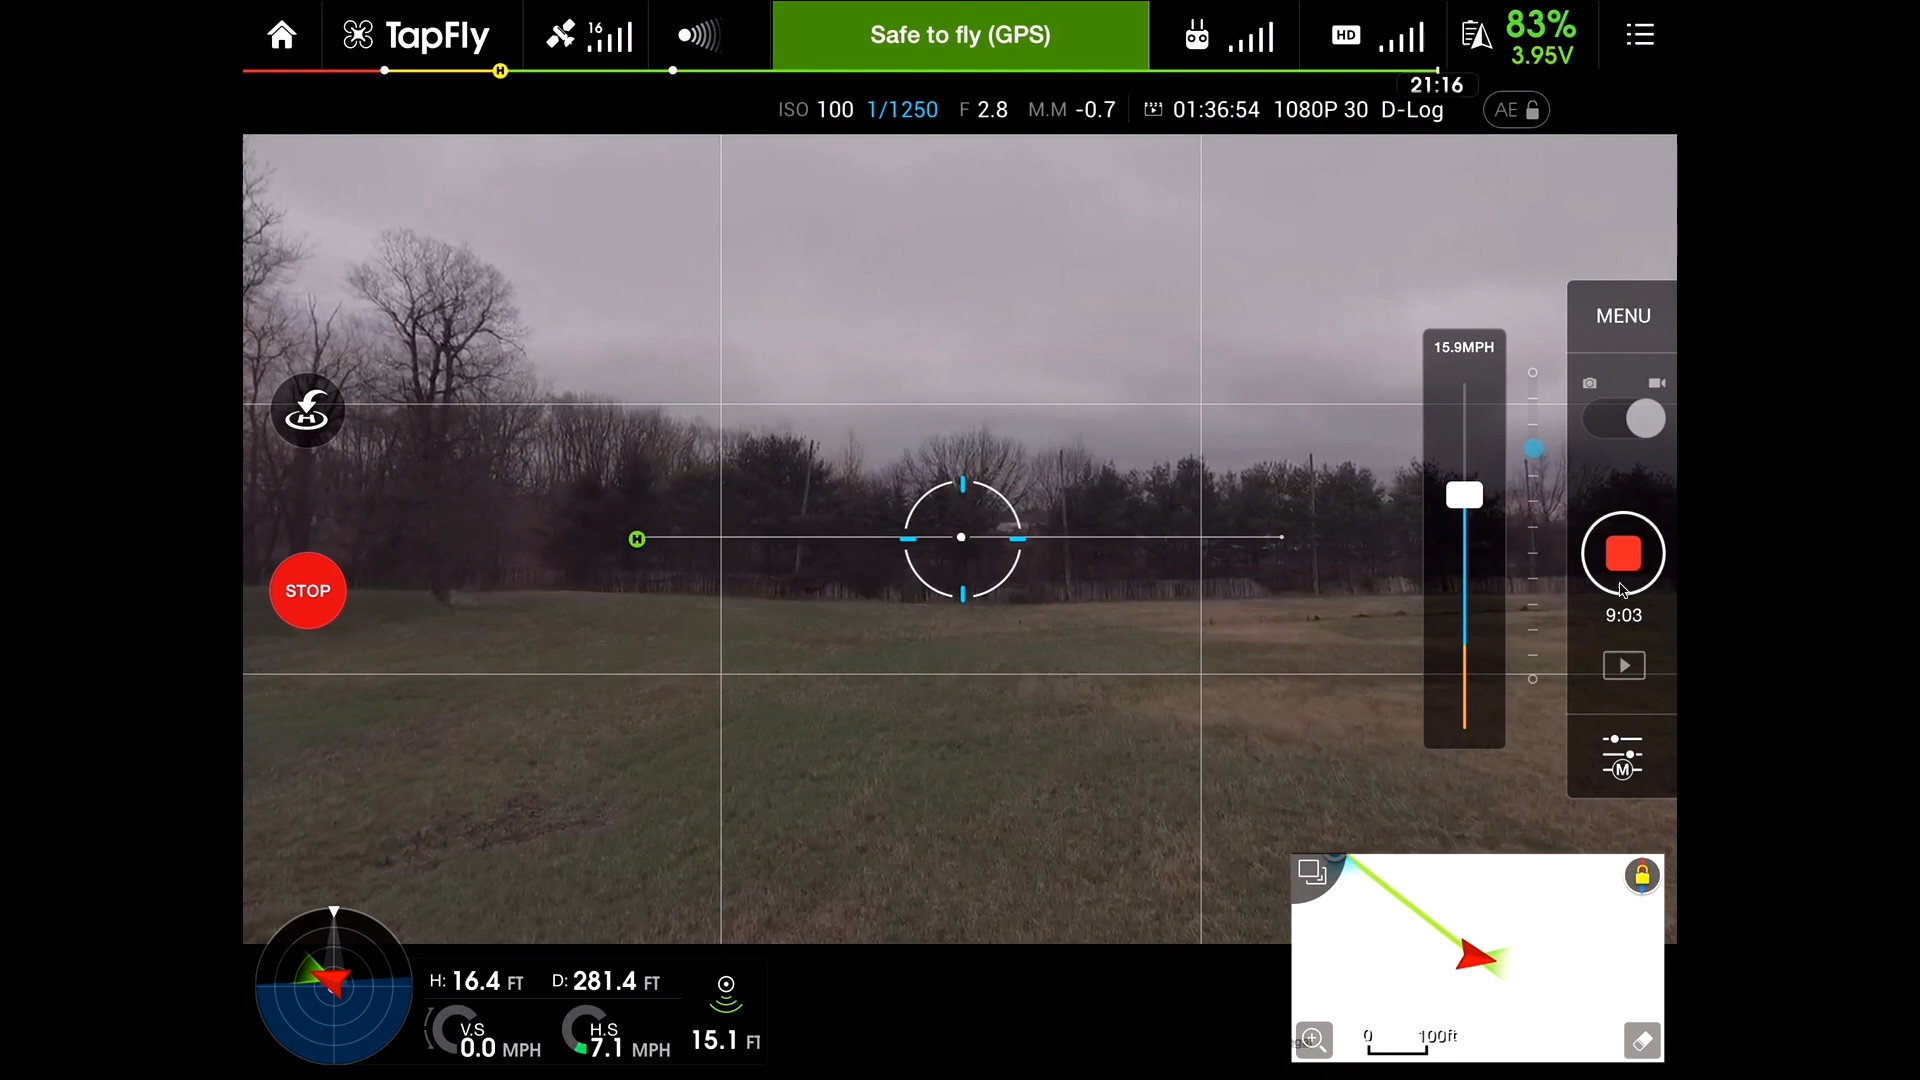 TapFly
16
Safe to fly (GPS)
HD
83%
3.95V
H
21:16
ISO 100 1/1250 F 2.8 M.M -0.7 01:36:54 1080P 30 D-Log AE
MENU
15.9MPH
H
H
STOP
9:03
M
H: 16.4 FT D: 281.4 FT
V.S
0.0 MPH
H.S
7.1 MPH
15.1 FT
0 100ft